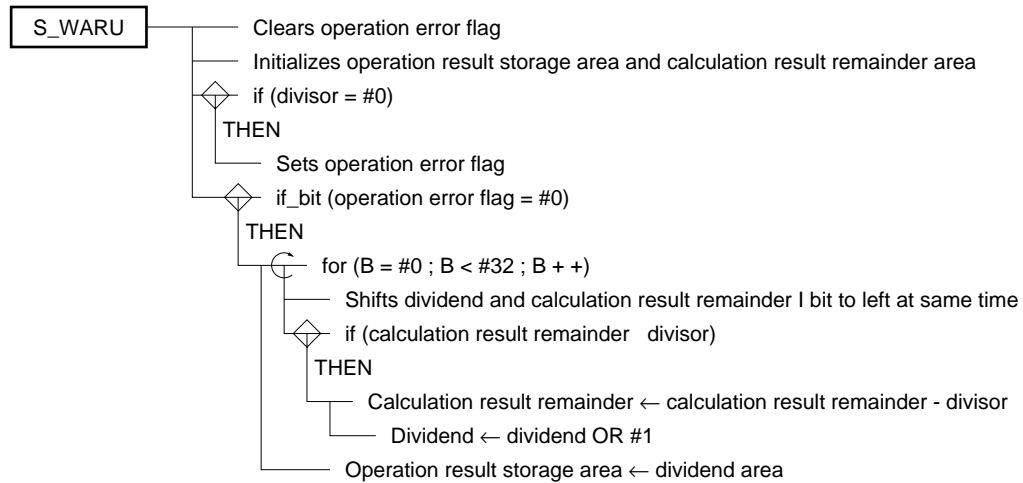 S_WARU
Clears operation error flag
Initializes operation result storage area and calculation result remainder area
if (divisor = #0)
THEN
Sets operation error flag
if_bit (operation error flag = #0)
THEN
for (B = #0 ; B < #32 ; B + +)
Shifts dividend and calculation result remainder I bit to left at same time
if (calculation result remainder   divisor)
THEN
Calculation result remainder ← calculation result remainder - divisor
Dividend ← dividend OR #1
Operation result storage area ← dividend area